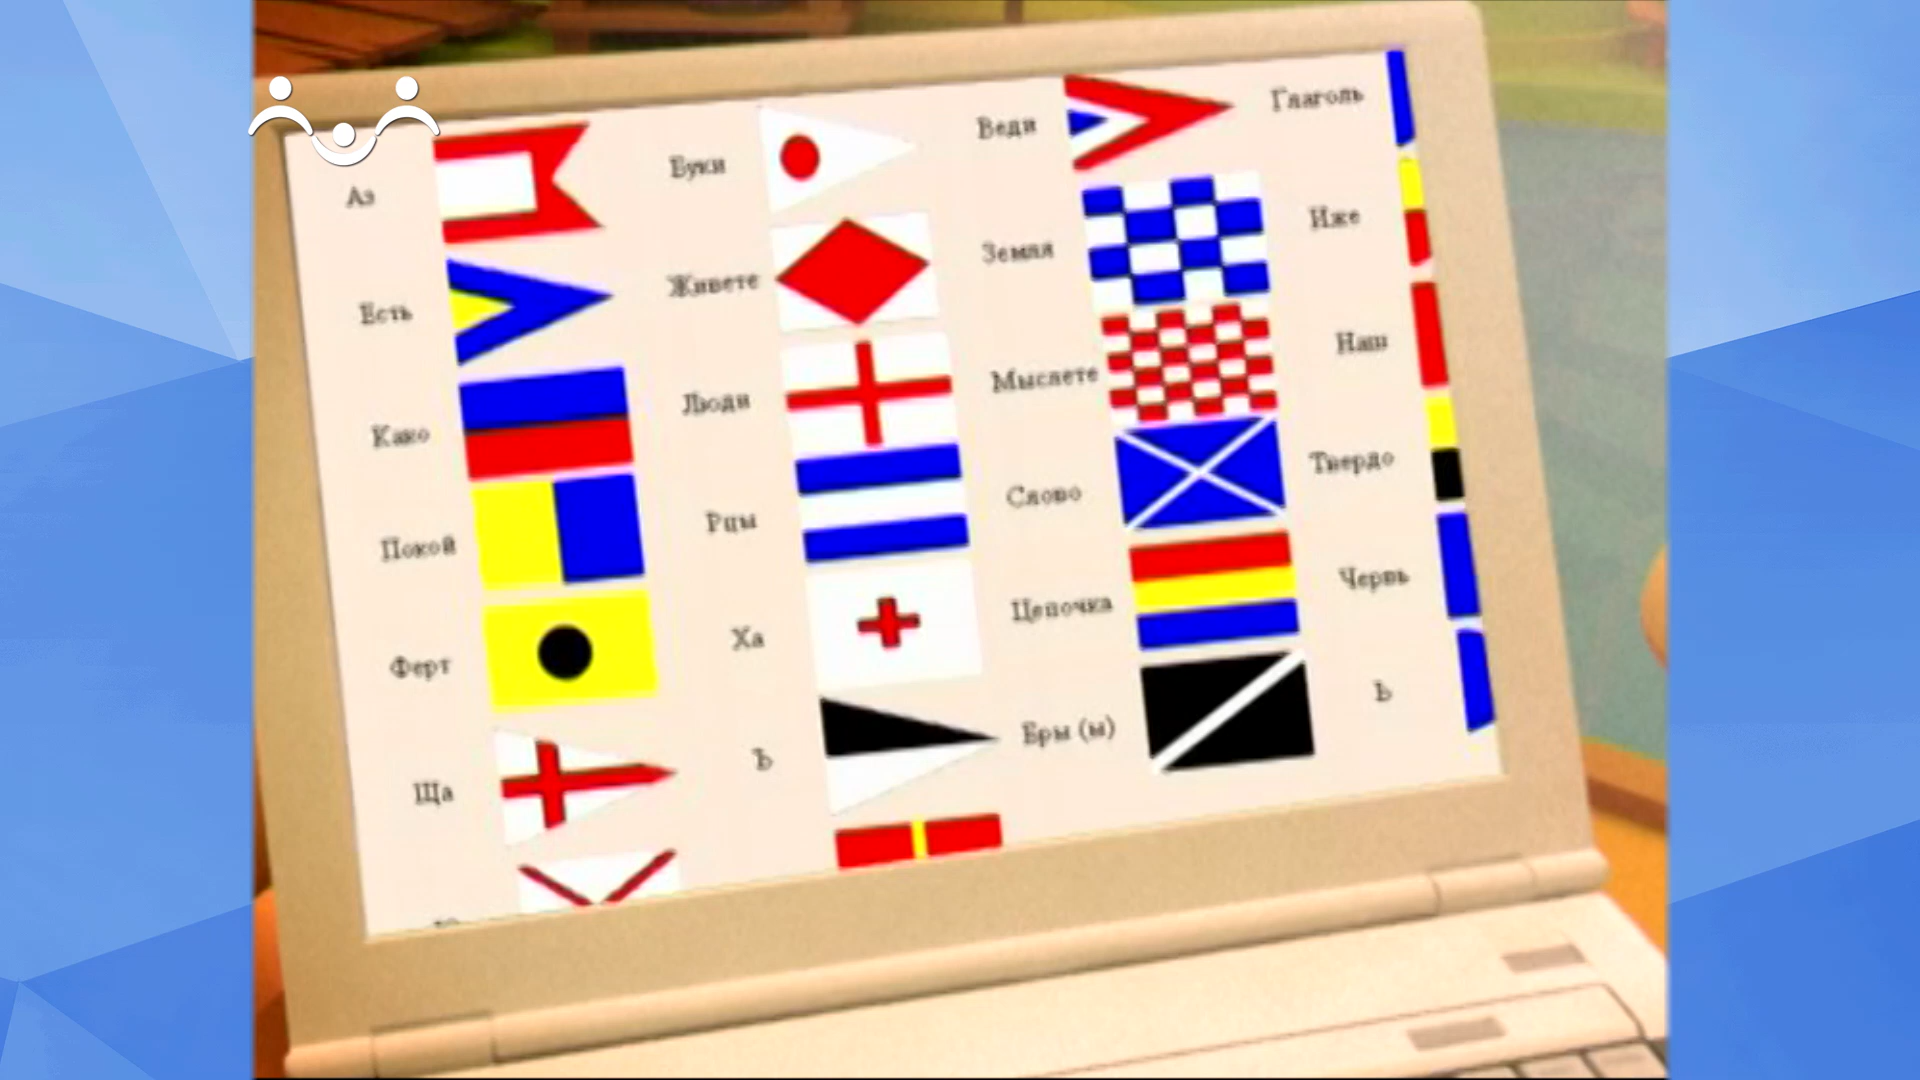 Аз Буки Веди Глаголь
Есть Живете Земля Иже
Како Люди Мыслете Наш
Покой Рцы Слово Твердо
Ферт Ха Цепочка Червь
Ща Ъ Еры (ы) Ь